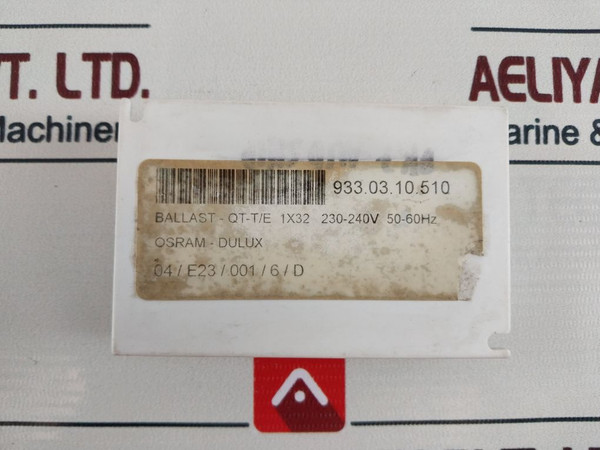 VT. LTD.
AELIYA
Machiner
arine &
933.03.10.510
BALLAST - QT-T/E 1X32 230-240V 50-60Hz
OSRAM - DULUX
04 / E23 / 001 / 6 / D